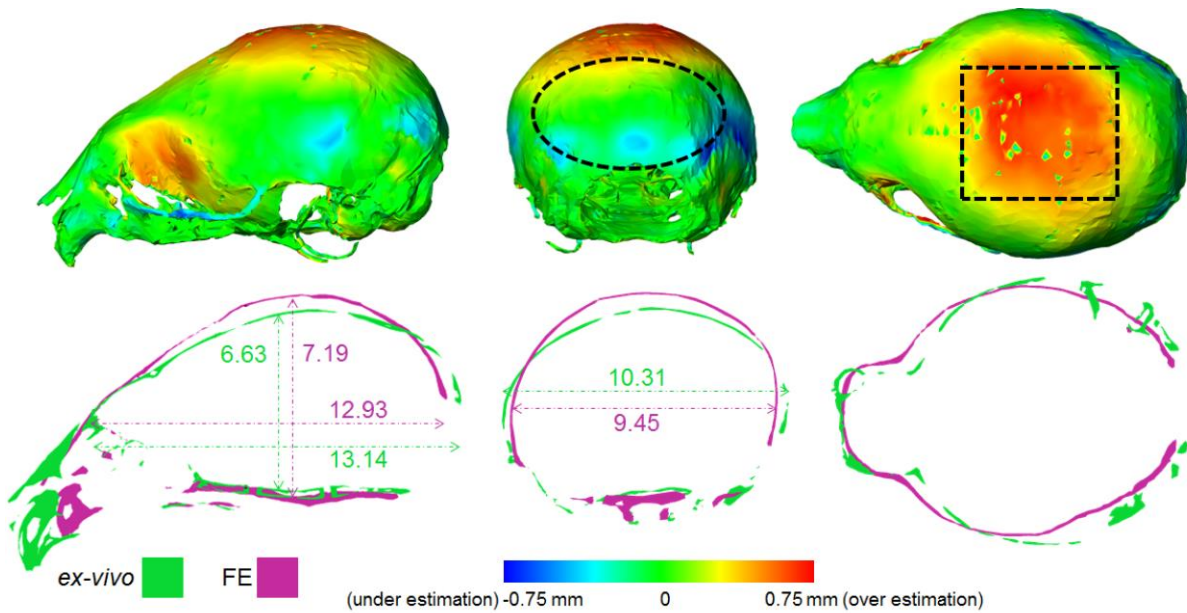 6.63
7.19
12.93
13.14
10.31
9.45
ex-vivo
FE
(under estimation) -0.75 mm 0 0.75 mm (over estimation)